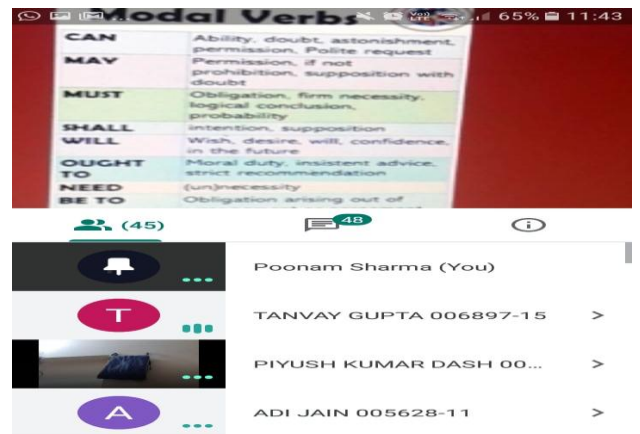 Modal Verbs 65% 11:43
CAN Ability, doubt, astonishment,
permission, Polite request
MAY Permission, if not
prohibition, supposition with
doubt
MUST Obligation, firm necessity,
logical conclusion,
probability
SHALL intention, supposition
WILL Wish, desire, will, confidence,
in the future
OUGHT TO Moral duty, insistent advice,
strict recommendation
NEED (un)necessity
BE TO Obligation arising out of
(45) 48
Poonam Sharma (You)
T TANVAY GUPTA 006897-15
PIYUSH KUMAR DASH 00...
A ADI JAIN 005628-11